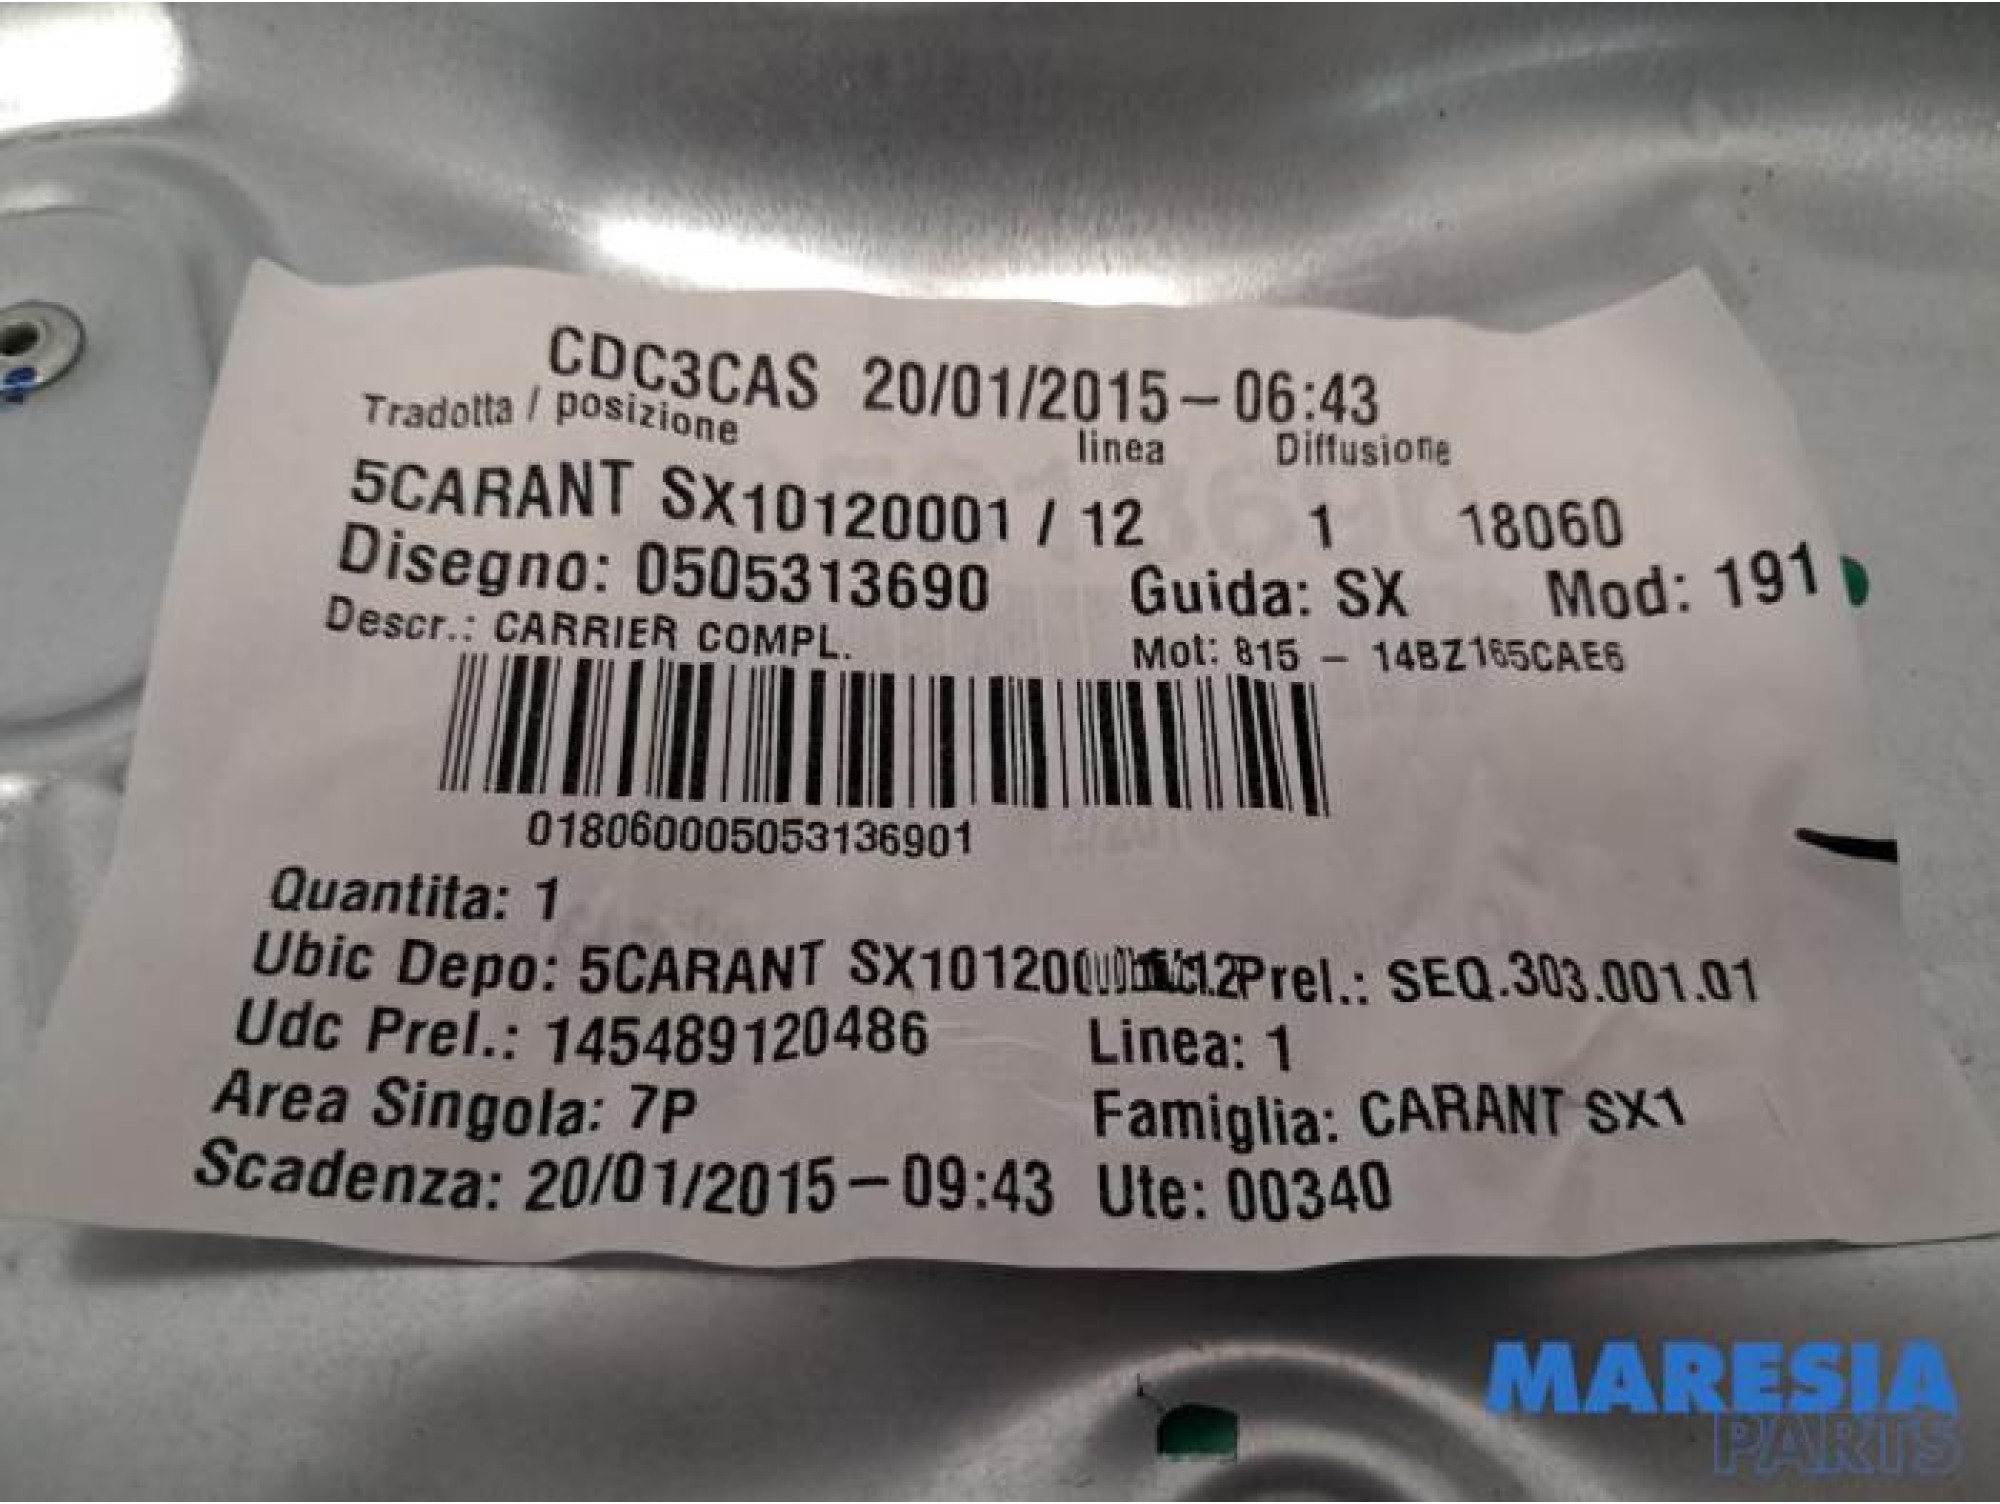 CDC3CAS 20/01/2015-06:43
Tradotta / posizione linea Diffusione
5CARANT SX10120001 / 12 1 18060
Disegno: 0505313690 Guida: SX Mod: 191
Descr.: CARRIER COMPL. Mot: 815 - 14BZ165CAE6
018060005053136901
Quantita: 1
Ubic Depo: 5CARANT Prel.: SEQ.303.001.01
Udc Prel.: 145489120486 Linea: 1
Area Singola: 7P Famiglia: CARANT SX1
Scadenza: 20/01/2015-09:43 Ute: 00340
MARESIA
PARTS